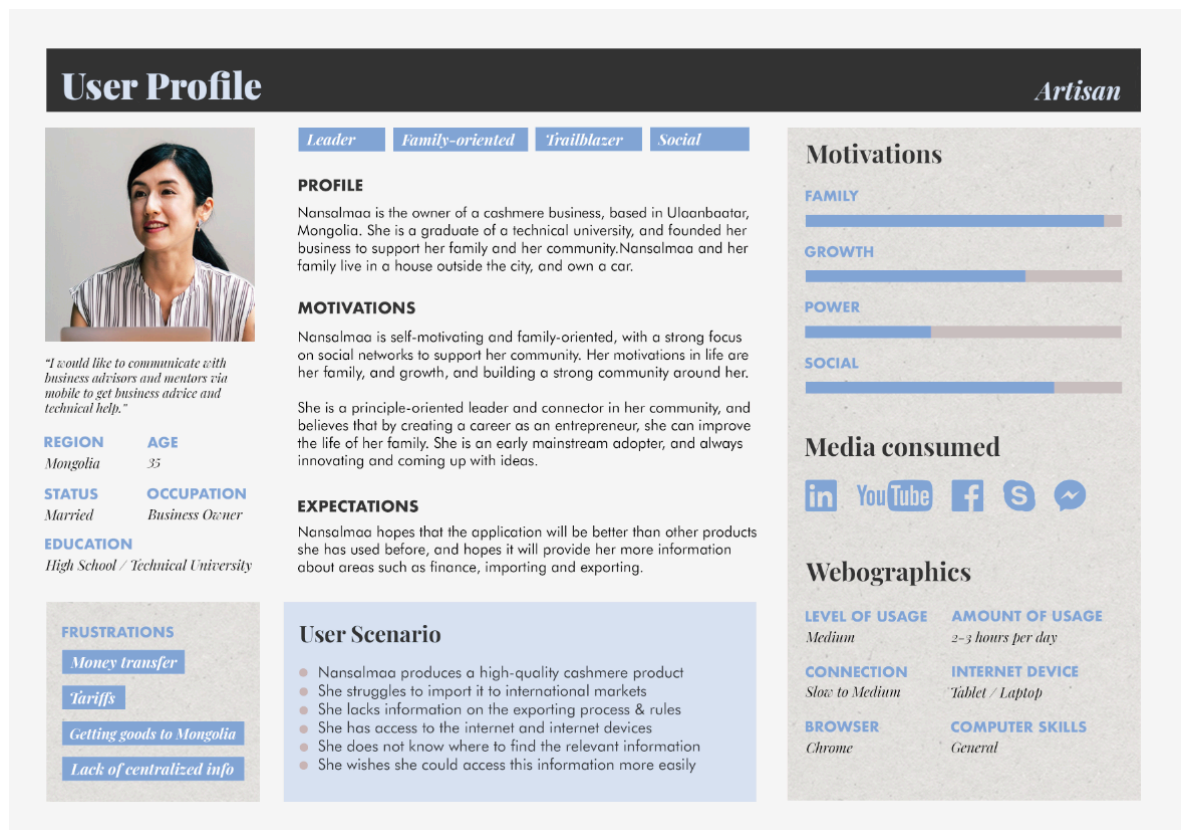 User Profile
Artisan
"I would like to communicate with
business advisors and mentors via
mobile to get business advice and
technical help."
REGION
AGE
Mongolia
35
STATUS
OCCUPATION
Married
Business Owner
EDUCATION
High School / Technical University
FRUSTRATIONS
Money transfer
Tariffs
Getting goods to Mongolia
Lack of centralized info
Leader
Family-oriented
Trailblazer
Social
PROFILE
Nansalmaa is the owner of a cashmere business, based in Ulaanbaatar,
Mongolia. She is a graduate of a technical university, and founded her
business to support her family and her community.Nansalmaa and her
family live in a house outside the city, and own a car.
MOTIVATIONS
Nansalmaa is self-motivating and family-oriented, with a strong focus
on social networks to support her community. Her motivations in life are
her family, and growth, and building a strong community around her.
She is a principle-oriented leader and connector in her community, and
believes that by creating a career as an entrepreneur, she can improve
the life of her family. She is an early mainstream adopter, and always
innovating and coming up with ideas.
EXPECTATIONS
Nansalmaa hopes that the application will be better than other products
she has used before, and hopes it will provide her more information
about areas such as finance, importing and exporting.
User Scenario
Nansalmaa produces a high-quality cashmere product
She struggles to import it to international markets
She lacks information on the exporting process & rules
She has access to the internet and internet devices
She does not know where to find the relevant information
She wishes she could access this information more easily
Motivations
FAMILY
GROWTH
POWER
SOCIAL
Media consumed
in
YouTube
f
S
Webographics
LEVEL OF USAGE
AMOUNT OF USAGE
Medium
2-3 hours per day
CONNECTION
INTERNET DEVICE
Slow to Medium
Tablet / Laptop
BROWSER
COMPUTER SKILLS
Chrome
General